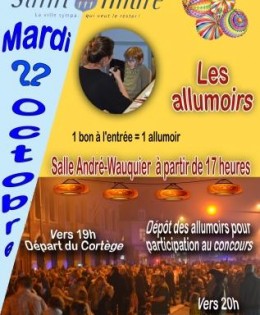 Saint André
La ville sympa... qui veut le rester!
Mardi
22
Octobre
Les
allumoirs
1 bon à l'entrée = 1 allumoir
Salle André-Wauquier à partir de 17 heures
Vers 19h
Départ du Cortège
Dépôt des allumoirs pour
participation au concours
Vers 20h